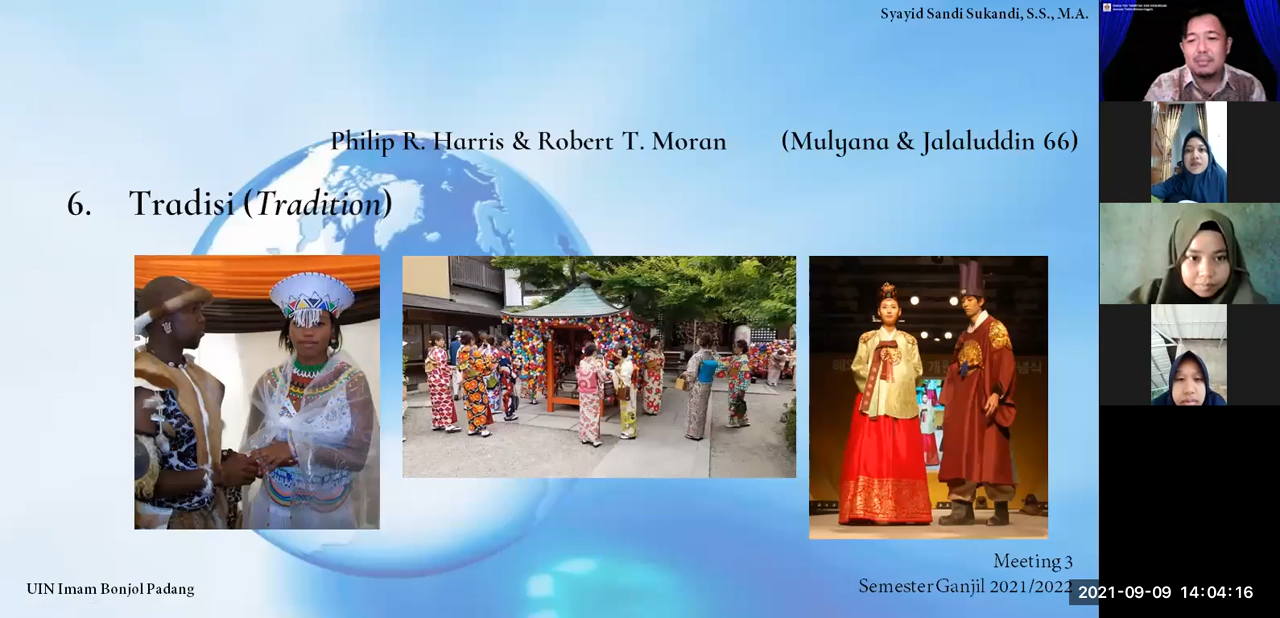 Syayid Sandi Sukandi, S.S., M.A.
Philip R. Harris & Robert T. Moran (Mulyana & Jalaluddin 66)
6. Tradisi (Tradition)
Meeting 3
Semester Ganjil 2021/2022
UIN Imam Bonjol Padang
2021-09-09 14:04:16